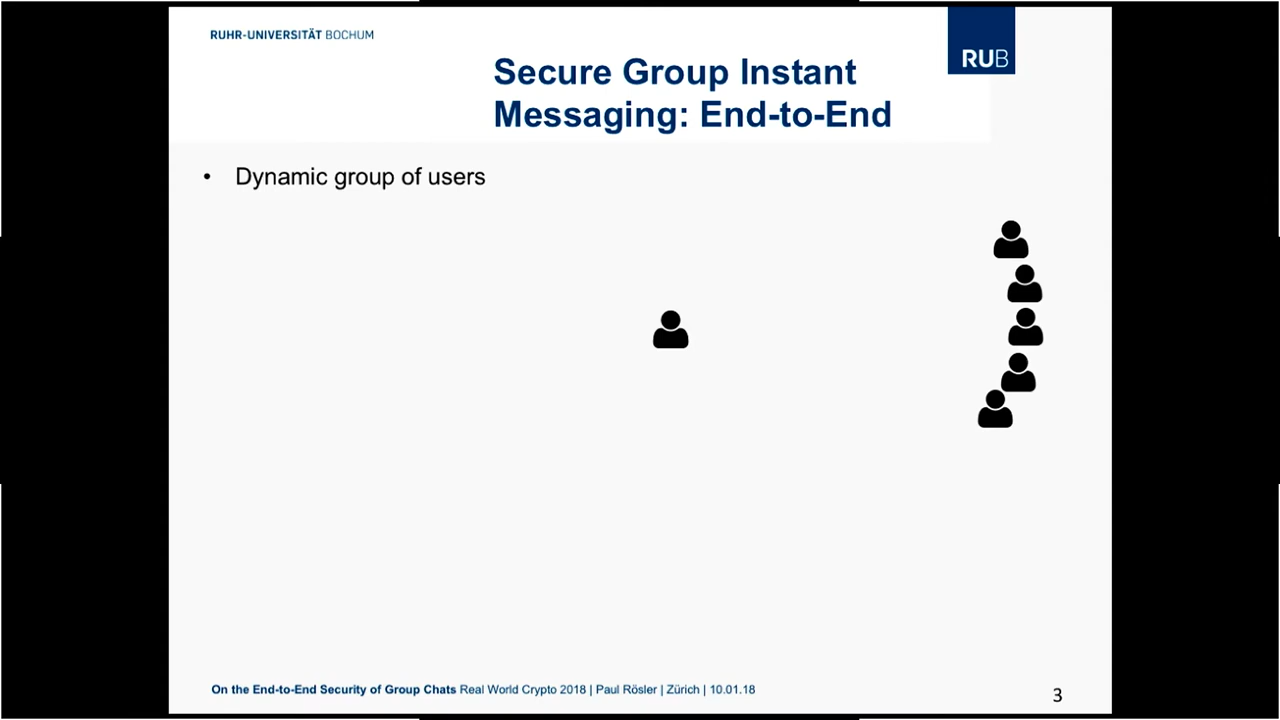 RUHR-UNIVERSITÄT BOCHUM
RUB
Secure Group Instant
Messaging: End-to-End
• Dynamic group of users
On the End-to-End Security of Group Chats Real World Crypto 2018 | Paul Rösler | Zürich | 10.01.18
3